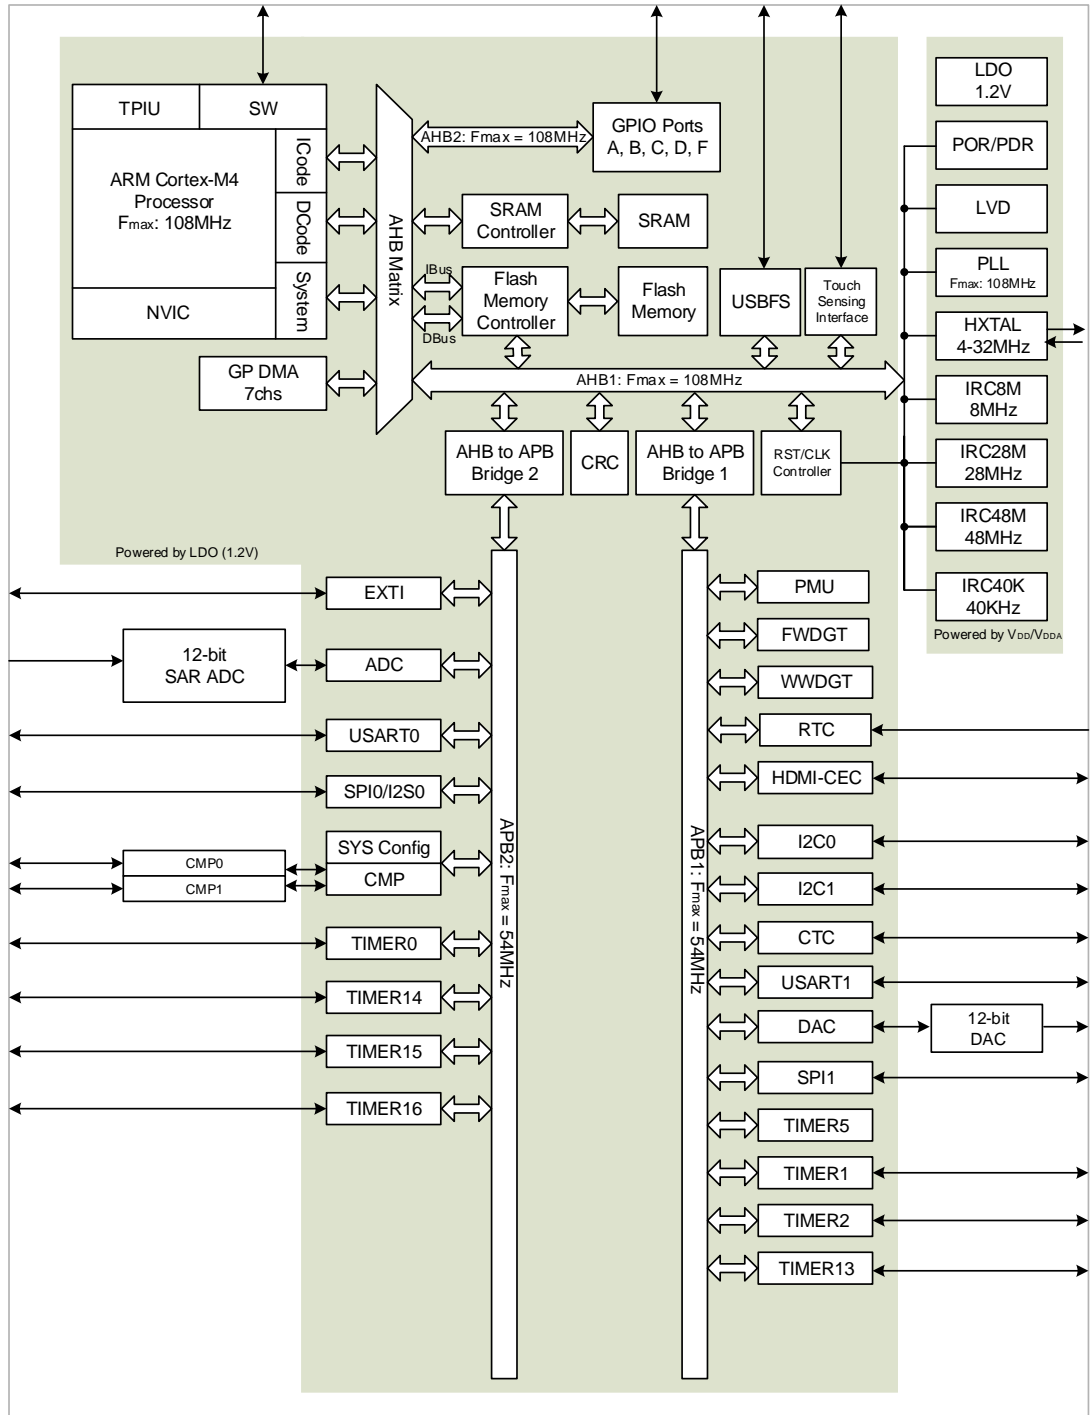 TPIU
SW
ARM Cortex-M4
Processor
Fmax: 108MHz
ICode
DCode
System
NVIC
GP DMA
7chs
AHB Matrix
AHB2: Fmax = 108MHz
GPIO Ports
A, B, C, D, F
SRAM
Controller
SRAM
IBus
DBus
Flash
Memory
Controller
Flash
Memory
USBFS
Touch
Sensing
Interface
AHB1: Fmax = 108MHz
AHB to APB
Bridge 2
CRC
AHB to APB
Bridge 1
RST/CLK
Controller
LDO
1.2V
POR/PDR
LVD
PLL
Fmax: 108MHz
HXTAL
4-32MHz
IRC8M
8MHz
IRC28M
28MHz
IRC48M
48MHz
IRC40K
40KHz
Powered by VDD/VDDA
Powered by LDO (1.2V)
EXTI
12-bit
SAR ADC
ADC
USART0
SPI0/I2S0
SYS Config
CMP
CMP0
CMP1
TIMER0
TIMER14
TIMER15
TIMER16
APB2: Fmax = 54MHz
APB1: Fmax = 54MHz
PMU
FWDGT
WWDGT
RTC
HDMI-CEC
I2C0
I2C1
CTC
USART1
DAC
12-bit
DAC
SPI1
TIMER5
TIMER1
TIMER2
TIMER13